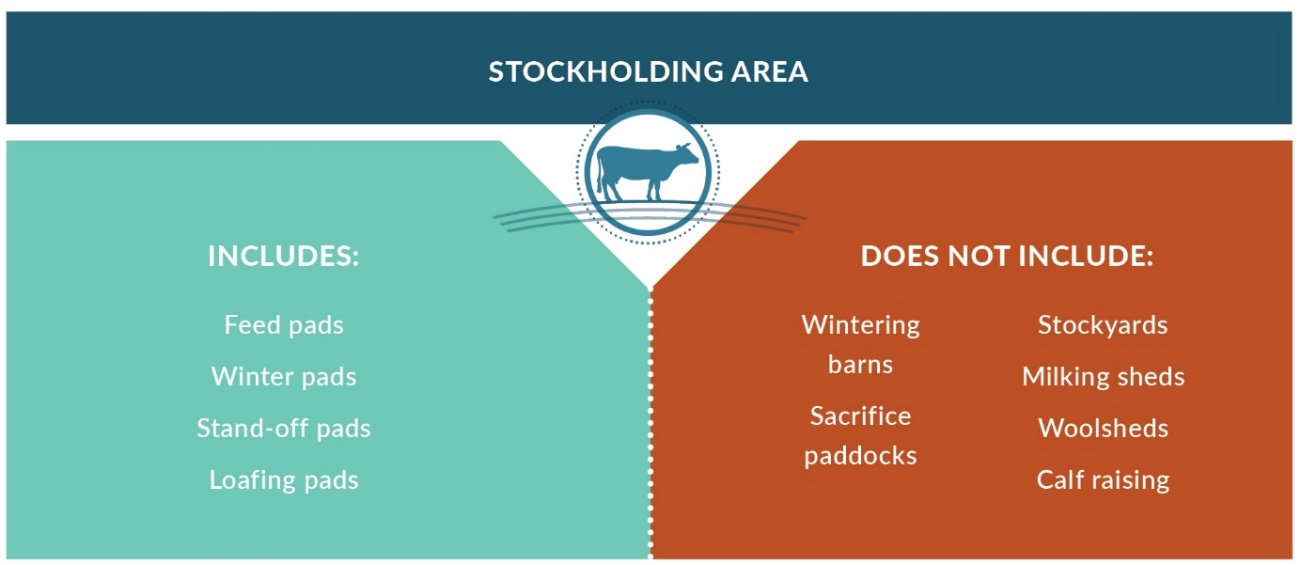 STOCKHOLDING AREA
INCLUDES:
Feed pads
Winter pads
Stand-off pads
Loafing pads
DOES NOT INCLUDE:
Wintering
barns
Sacrifice
paddocks
Stockyards
Milking sheds
Woolsheds
Calf raising